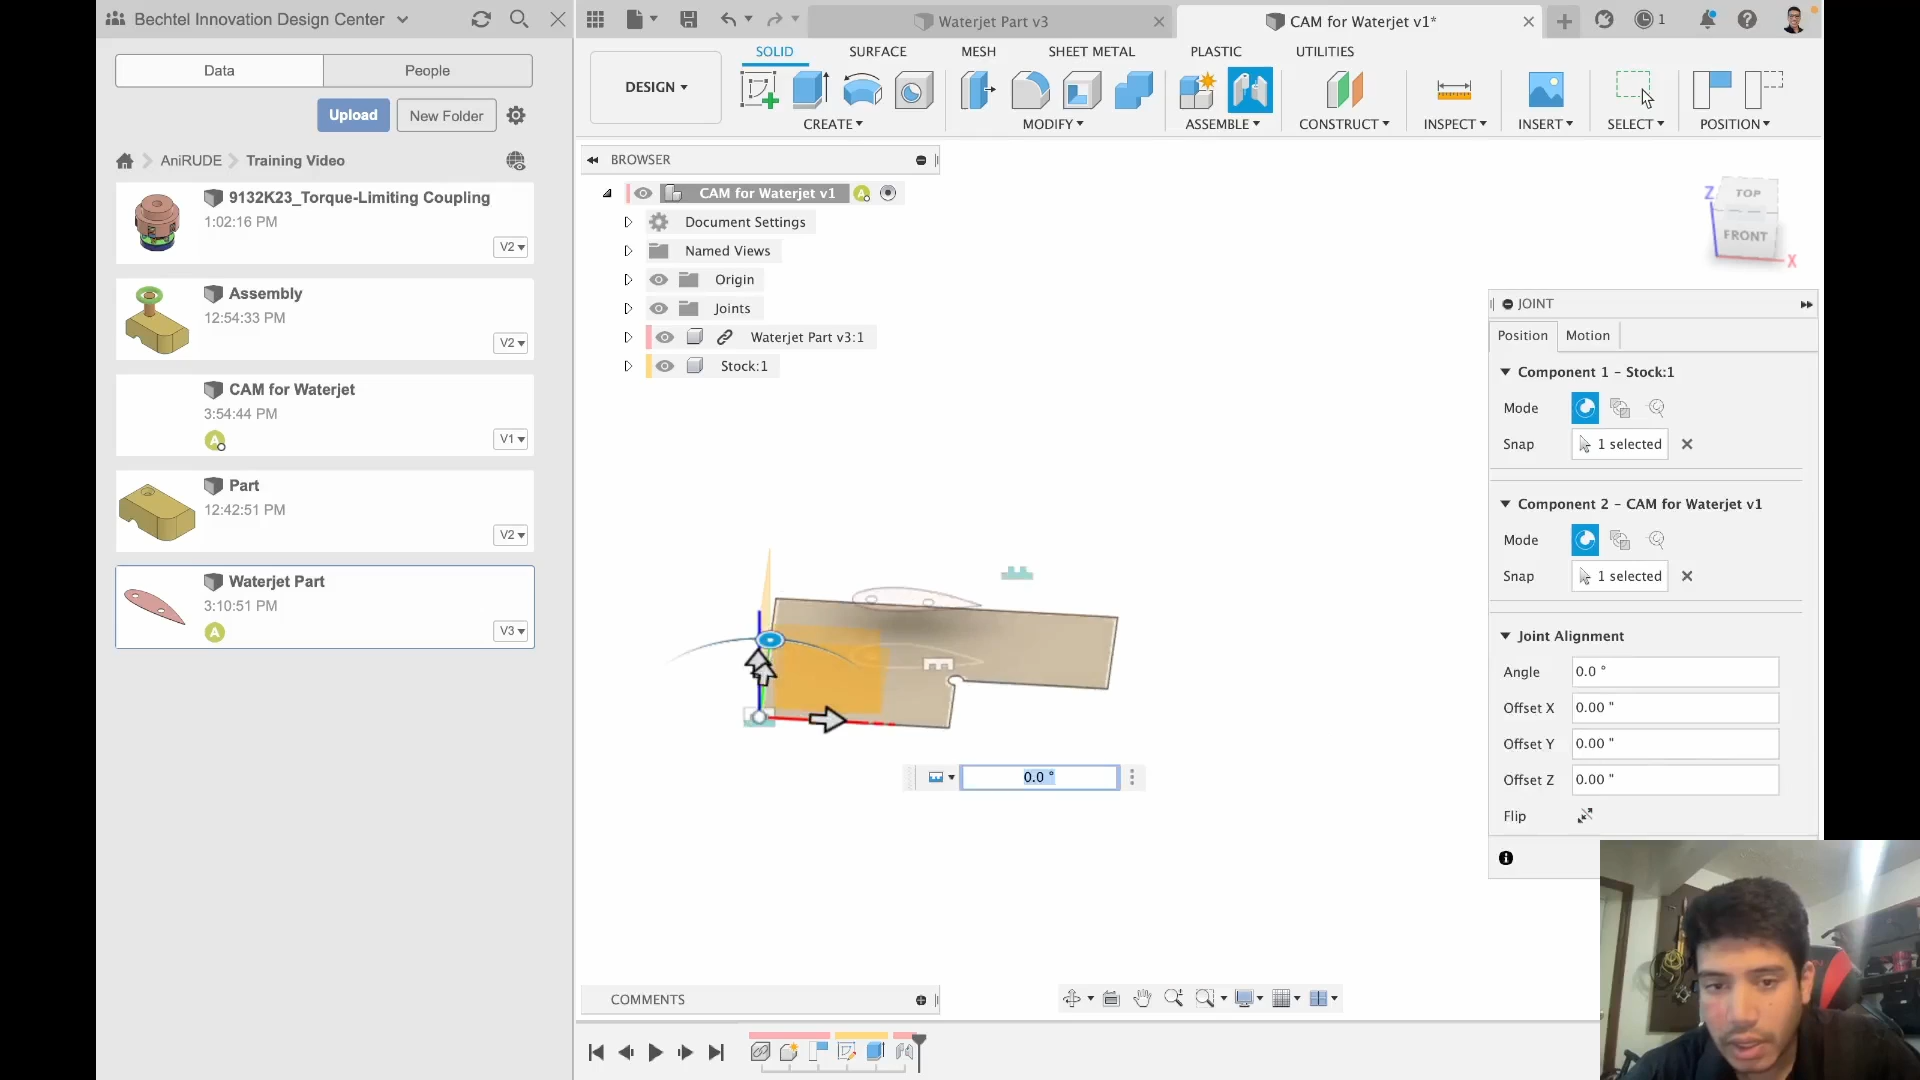 Bechtel Innovation Design Center
Data
People
Upload
New Folder
AniRUDE
Training Video
9132K23_Torque-Limiting Coupling
1:02:16 PM
V2
Assembly
12:54:33 PM
V2
CAM for Waterjet
3:54:44 PM
A
V1
Part
12:42:51 PM
V2
Waterjet Part
3:10:51 PM
A
V3
Waterjet Part v3
CAM for Waterjet v1*
1
DESIGN
SOLID
SURFACE
MESH
SHEET METAL
PLASTIC
UTILITIES
CREATE
MODIFY
ASSEMBLE
CONSTRUCT
INSPECT
INSERT
SELECT
POSITION
BROWSER
CAM for Waterjet v1
A
Document Settings
Named Views
Origin
Joints
Waterjet Part v3:1
Stock:1
Z
TOP
FRONT
X
JOINT
Position
Motion
Component 1 - Stock:1
Mode
Snap
1 selected
Component 2 - CAM for Waterjet v1
Mode
Snap
1 selected
Joint Alignment
Angle
0.0 °
Offset X
0.00 "
Offset Y
0.00 "
Offset Z
0.00 "
Flip
0.0 °
COMMENTS